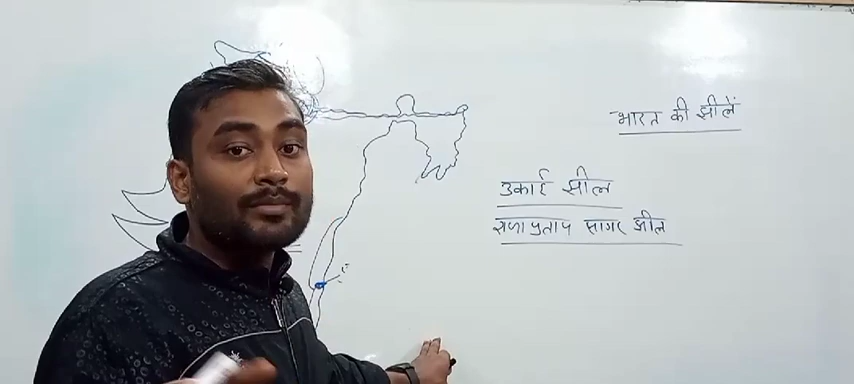 भारत की झीलें
उकाई झील
राणा प्रताप सागर झील